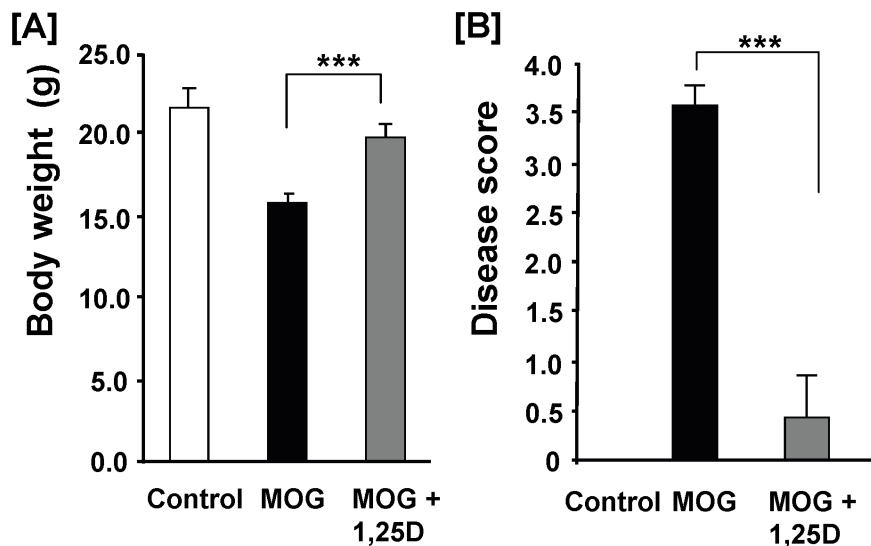 [A]
Body weight (g)
25.0
20.0
15.0
10.0
5.0
0.0
***
Control MOG MOG +
1,25D
[B]
Disease score
4.0
3.5
3.0
2.5
2.0
1.5
1.0
0.5
0
***
Control MOG MOG +
1,25D